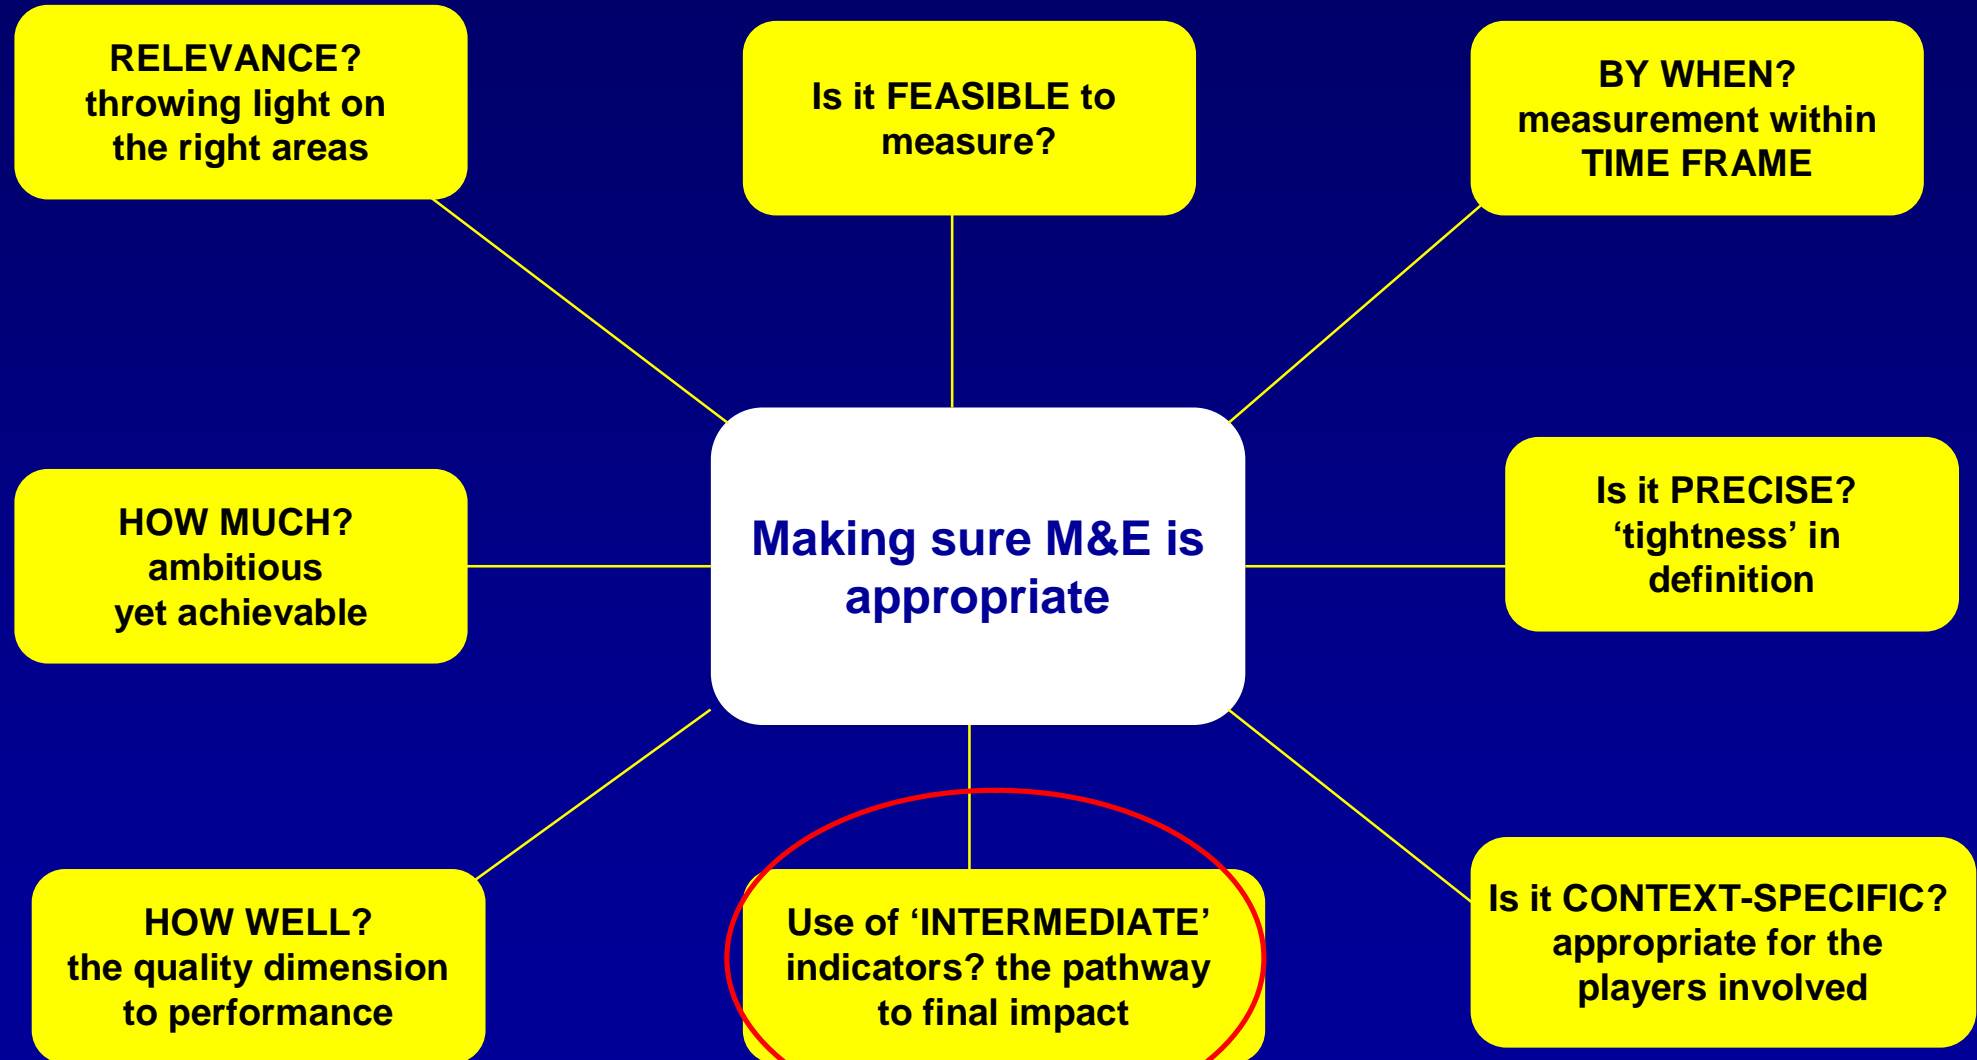 RELEVANCE?
throwing light on
the right areas
Is it FEASIBLE to
measure?
BY WHEN?
measurement within
TIME FRAME
HOW MUCH?
ambitious
yet achievable
Making sure M&E is
appropriate
Is it PRECISE?
‘tightness’ in
definition
HOW WELL?
the quality dimension
to performance
Use of ‘INTERMEDIATE’
indicators? the pathway
to final impact
Is it CONTEXT-SPECIFIC?
appropriate for the
players involved